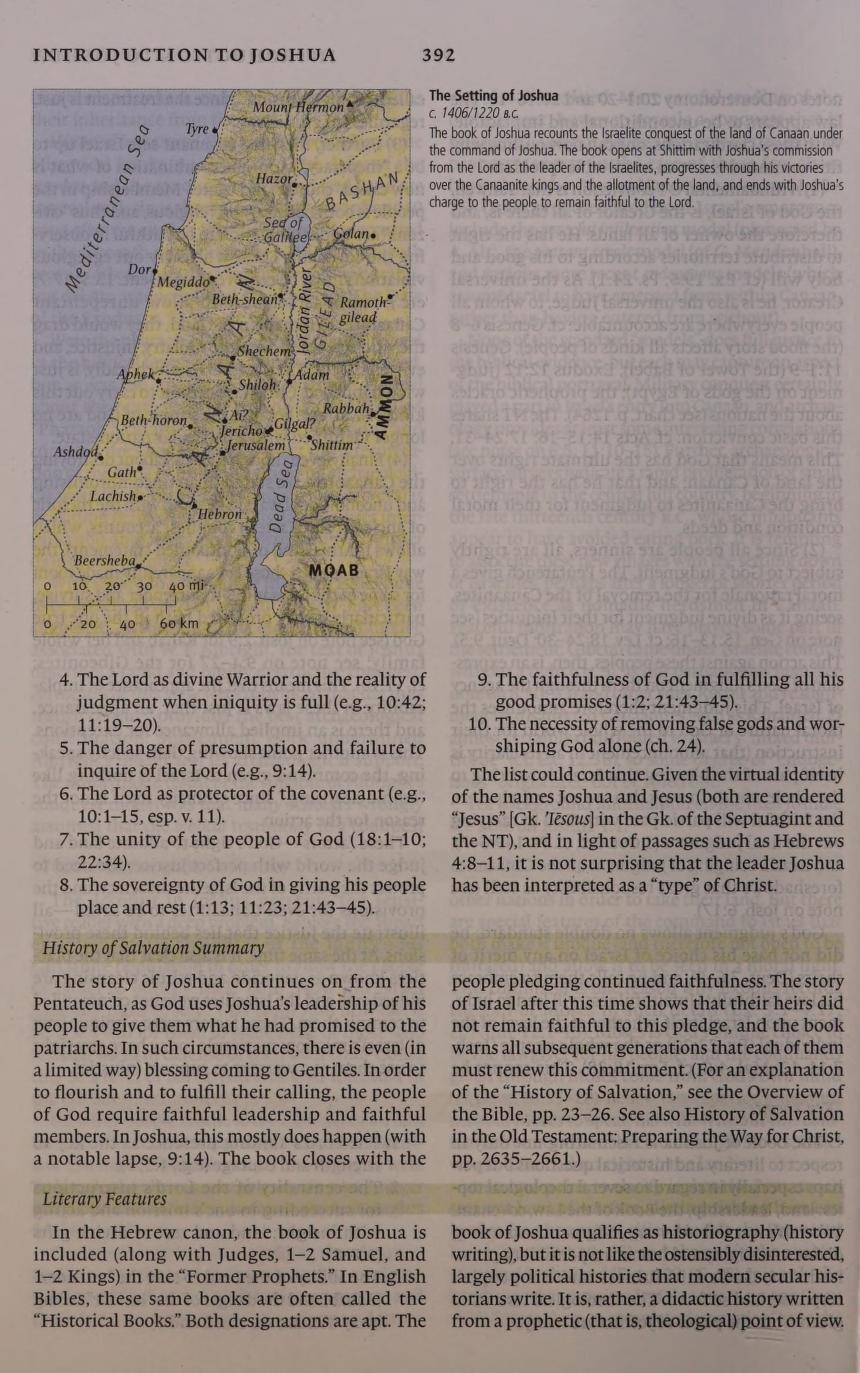 INTRODUCTION TO JOSHUA
392
Mediterranean Sea
Mount Hermon
Tyre
Hazor
BASHAN
Sea of
Galilee
Golan
Dor
Megiddo
Beth-shean
Jordan River
GILEAD
Ramoth-
gilead
CANAAN
Shechem
Aphek
Shiloh
Adam
Rabbah
AMMON
Beth-horon
Ai?
Jericho
Gilgal?
Ashdod
Jerusalem
Shittim
Gath
Lachish
Hebron
Dead Sea
Beersheba
MOAB
0 10 20 30 40 mi
0 20 40 60 km
The Setting of Joshua
c. 1406/1220 B.C.
The book of Joshua recounts the Israelite conquest of the land of Canaan under
the command of Joshua. The book opens at Shittim with Joshua's commission
from the Lord as the leader of the Israelites, progresses through his victories
over the Canaanite kings and the allotment of the land, and ends with Joshua's
charge to the people to remain faithful to the Lord.
4. The Lord as divine Warrior and the reality of
judgment when iniquity is full (e.g., 10:42;
11:19–20).
5. The danger of presumption and failure to
inquire of the Lord (e.g., 9:14).
6. The Lord as protector of the covenant (e.g.,
10:1–15, esp. v. 11).
7. The unity of the people of God (18:1–10;
22:34).
8. The sovereignty of God in giving his people
place and rest (1:13; 11:23; 21:43–45).
9. The faithfulness of God in fulfilling all his
good promises (1:2; 21:43–45).
10. The necessity of removing false gods and wor-
shiping God alone (ch. 24).
The list could continue. Given the virtual identity
of the names Joshua and Jesus (both are rendered
"Jesus" [Gk. 'Iēsous] in the Gk. of the Septuagint and
the NT), and in light of passages such as Hebrews
4:8–11, it is not surprising that the leader Joshua
has been interpreted as a "type" of Christ.
History of Salvation Summary
The story of Joshua continues on from the
Pentateuch, as God uses Joshua's leadership of his
people to give them what he had promised to the
patriarchs. In such circumstances, there is even (in
a limited way) blessing coming to Gentiles. In order
to flourish and to fulfill their calling, the people
of God require faithful leadership and faithful
members. In Joshua, this mostly does happen (with
a notable lapse, 9:14). The book closes with the
people pledging continued faithfulness. The story
of Israel after this time shows that their heirs did
not remain faithful to this pledge, and the book
warns all subsequent generations that each of them
must renew this commitment. (For an explanation
of the "History of Salvation," see the Overview of
the Bible, pp. 23–26. See also History of Salvation
in the Old Testament: Preparing the Way for Christ,
pp. 2635–2661.)
Literary Features
In the Hebrew canon, the book of Joshua is
included (along with Judges, 1–2 Samuel, and
1–2 Kings) in the "Former Prophets." In English
Bibles, these same books are often called the
"Historical Books." Both designations are apt. The
book of Joshua qualifies as historiography (history
writing), but it is not like the ostensibly disinterested,
largely political histories that modern secular his-
torians write. It is, rather, a didactic history written
from a prophetic (that is, theological) point of view.